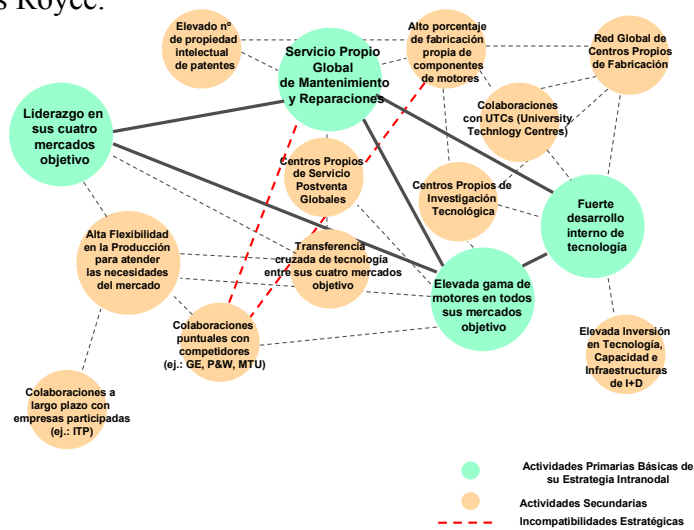 s Royce.
Elevado nº
de propiedad
intelectual
de patentes
Servicio Propio
Global
de Mantenimiento
y Reparaciones
Alto porcentaje
de fabricación
propia de
componentes
de motores
Red Global de
Centros Propios
de Fabricación
Liderzgo en
sus cuatro
mercados
objetivo
Colaboraciones
con UTCs (University
Technlogy Centres)
Centros Propios
de Servicio
Postventa
Globales
Centros Propios de
Investigación
Tecnológica
Fuerte
desarrollo
interno de
tecnología
Alta Flexibilidad
en la Producción
para atender
las necesidades
del mercado
Transferencia
cruzada de tecnología
entre sus cuatro mercados
objetivo
Elevada gama de
motores en todos
sus mercados
objetivo
Colaboraciones
puntuales con
competidores
(ej.: GE, P&W, MTU)
Elevada Inversión
en Tecnología,
Capacidad e
Infraestructuras
de I+D
Colaboraciones a
largo plazo con
empresas participadas
(ej.: ITP)
Actividades Primarias Básicas de
su Estrategia Intranodal
Actividades Secundarias
Incompatibilidades Estratégicas